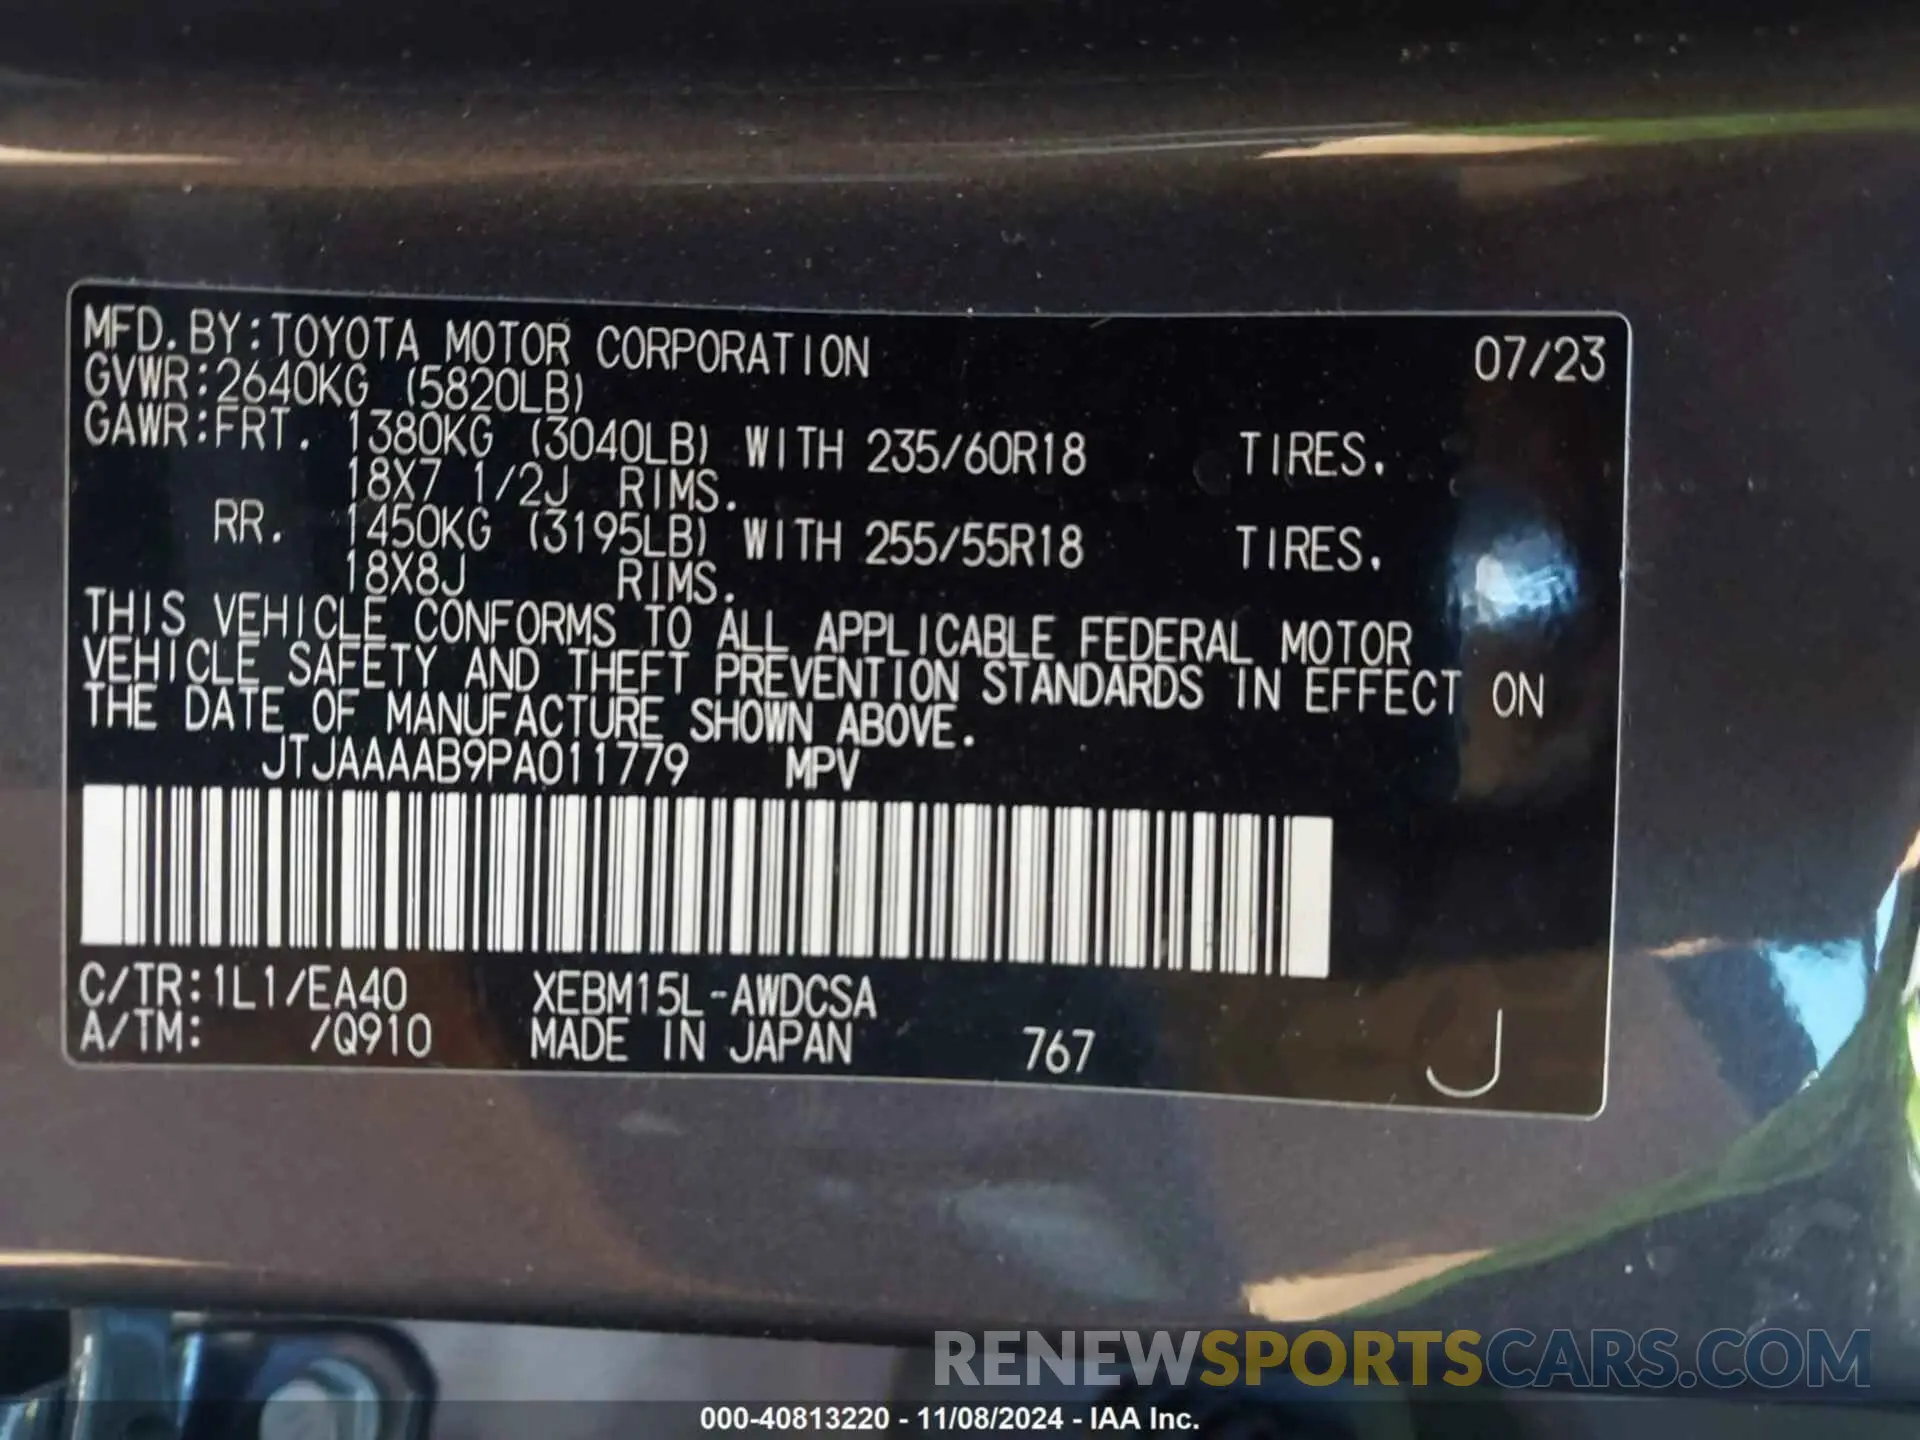 MFD. BY:TOYOTA MOTOR CORPORATION 07/23
GVWR:2640KG (5820LB)
GAWR:FRT. 1380KG (3040LB) WITH 235/60R18 TIRES.
18X7 1/2J RIMS.
RR. 1450KG (3195LB) WITH 255/55R18 TIRES.
18X8J RIMS.
THIS VEHICLE CONFORMS TO ALL APPLICABLE FEDERAL MOTOR
VEHICLE SAFETY AND THEFT PREVENTION STANDARDS IN EFFECT ON
THE DATE OF MANUFACTURE SHOWN ABOVE.
JTJAAAAB9PA011779 MPV
C/TR:1L1/EA40 XEBM15L-AWDCSA
A/TM: /Q910 MADE IN JAPAN 767 J
RENEWSPORTSCARS.COM
000-40813220 - 11/08/2024 - IAA Inc.